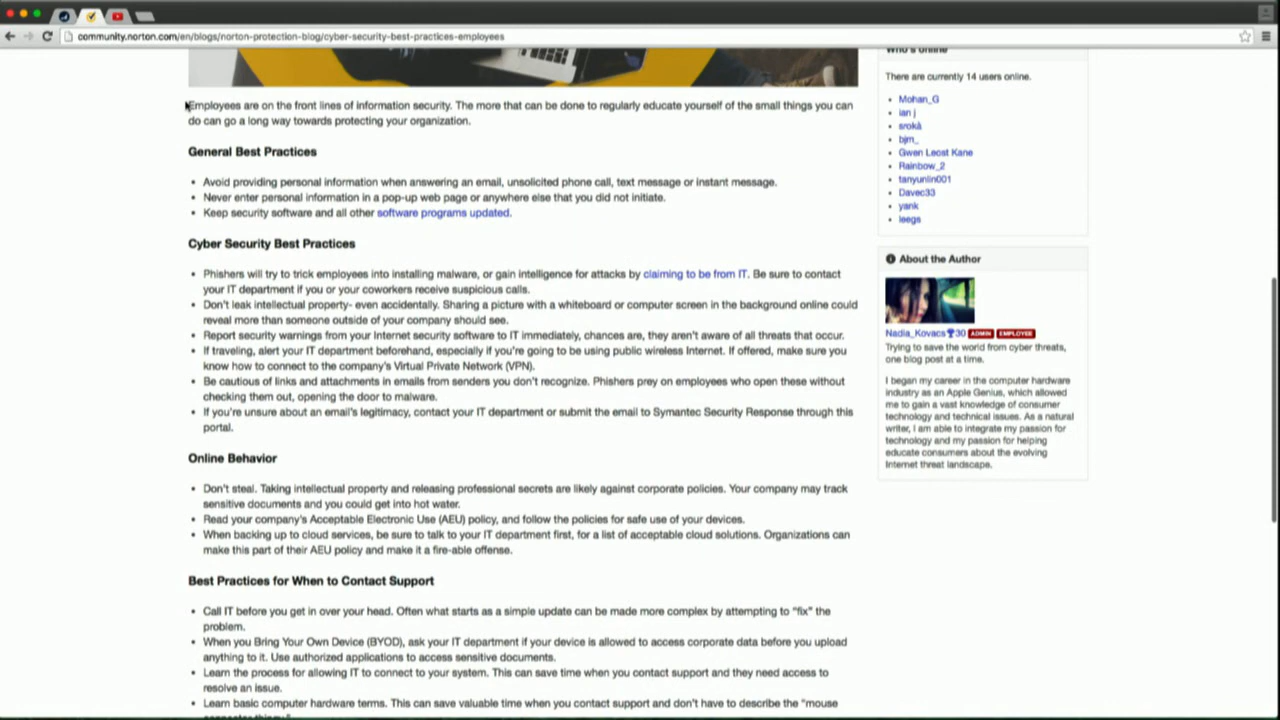 community.norton.com/en/blogs/norton-protection-blog/cyber-security-best-practices-employees
Employees are on the front lines of information security. The more that can be done to regularly educate yourself of the small things you can
do can go a long way towards protecting your organization.
General Best Practices
• Avoid providing personal information when answering an email, unsolicited phone call, text message or instant message.
• Never enter personal information in a pop-up web page or anywhere else that you did not initiate.
• Keep security software and all other software programs updated.
Cyber Security Best Practices
• Phishers will try to trick employees into installing malware, or gain intelligence for attacks by claiming to be from IT. Be sure to contact
your IT department if you or your coworkers receive suspicious calls.
• Don't leak intellectual property- even accidentally. Sharing a picture with a whiteboard or computer screen in the background online could
reveal more than someone outside of your company should see.
• Report security warnings from your Internet security software to IT immediately, chances are, they aren't aware of all threats that occur.
• If traveling, alert your IT department beforehand, especially if you're going to be using public wireless Internet. If offered, make sure you
know how to connect to the company's Virtual Private Network (VPN).
• Be cautious of links and attachments in emails from senders you don't recognize. Phishers prey on employees who open these without
checking them out, opening the door to malware.
• If you're unsure about an email's legitimacy, contact your IT department or submit the email to Symantec Security Response through this
portal.
Online Behavior
• Don't steal. Taking intellectual property and releasing professional secrets are likely against corporate policies. Your company may track
sensitive documents and you could get into hot water.
• Read your company's Acceptable Electronic Use (AEU) policy, and follow the policies for safe use of your devices.
• When backing up to cloud services, be sure to talk to your IT department first, for a list of acceptable cloud solutions. Organizations can
make this part of their AEU policy and make it a fire-able offense.
Best Practices for When to Contact Support
• Call IT before you get in over your head. Often what starts as a simple update can be made more complex by attempting to "fix" the
problem.
• When you Bring Your Own Device (BYOD), ask your IT department if your device is allowed to access corporate data before you upload
anything to it. Use authorized applications to access sensitive documents.
• Learn the process for allowing IT to connect to your system. This can save time when you contact support and they need access to
resolve an issue.
• Learn basic computer hardware terms. This can save valuable time when you contact support and don't have to describe the "mouse
Who's online
There are currently 14 users online.
• Mohan_G
• ian j
• srokà
• bjm_
• Gwen Leost Kane
• Rainbow_2
• tanyunlin001
• Davec33
• yank
• leegs
About the Author
Nadia_Kovacs 30 ADMIN EMPLOYEE
Trying to save the world from cyber threats,
one blog post at a time.
I began my career in the computer hardware
industry as an Apple Genius, which allowed
me to gain a vast knowledge of consumer
technology and technical issues. As a natural
writer, I am able to integrate my passion for
technology and my passion for helping
educate consumers about the evolving
Internet threat landscape.